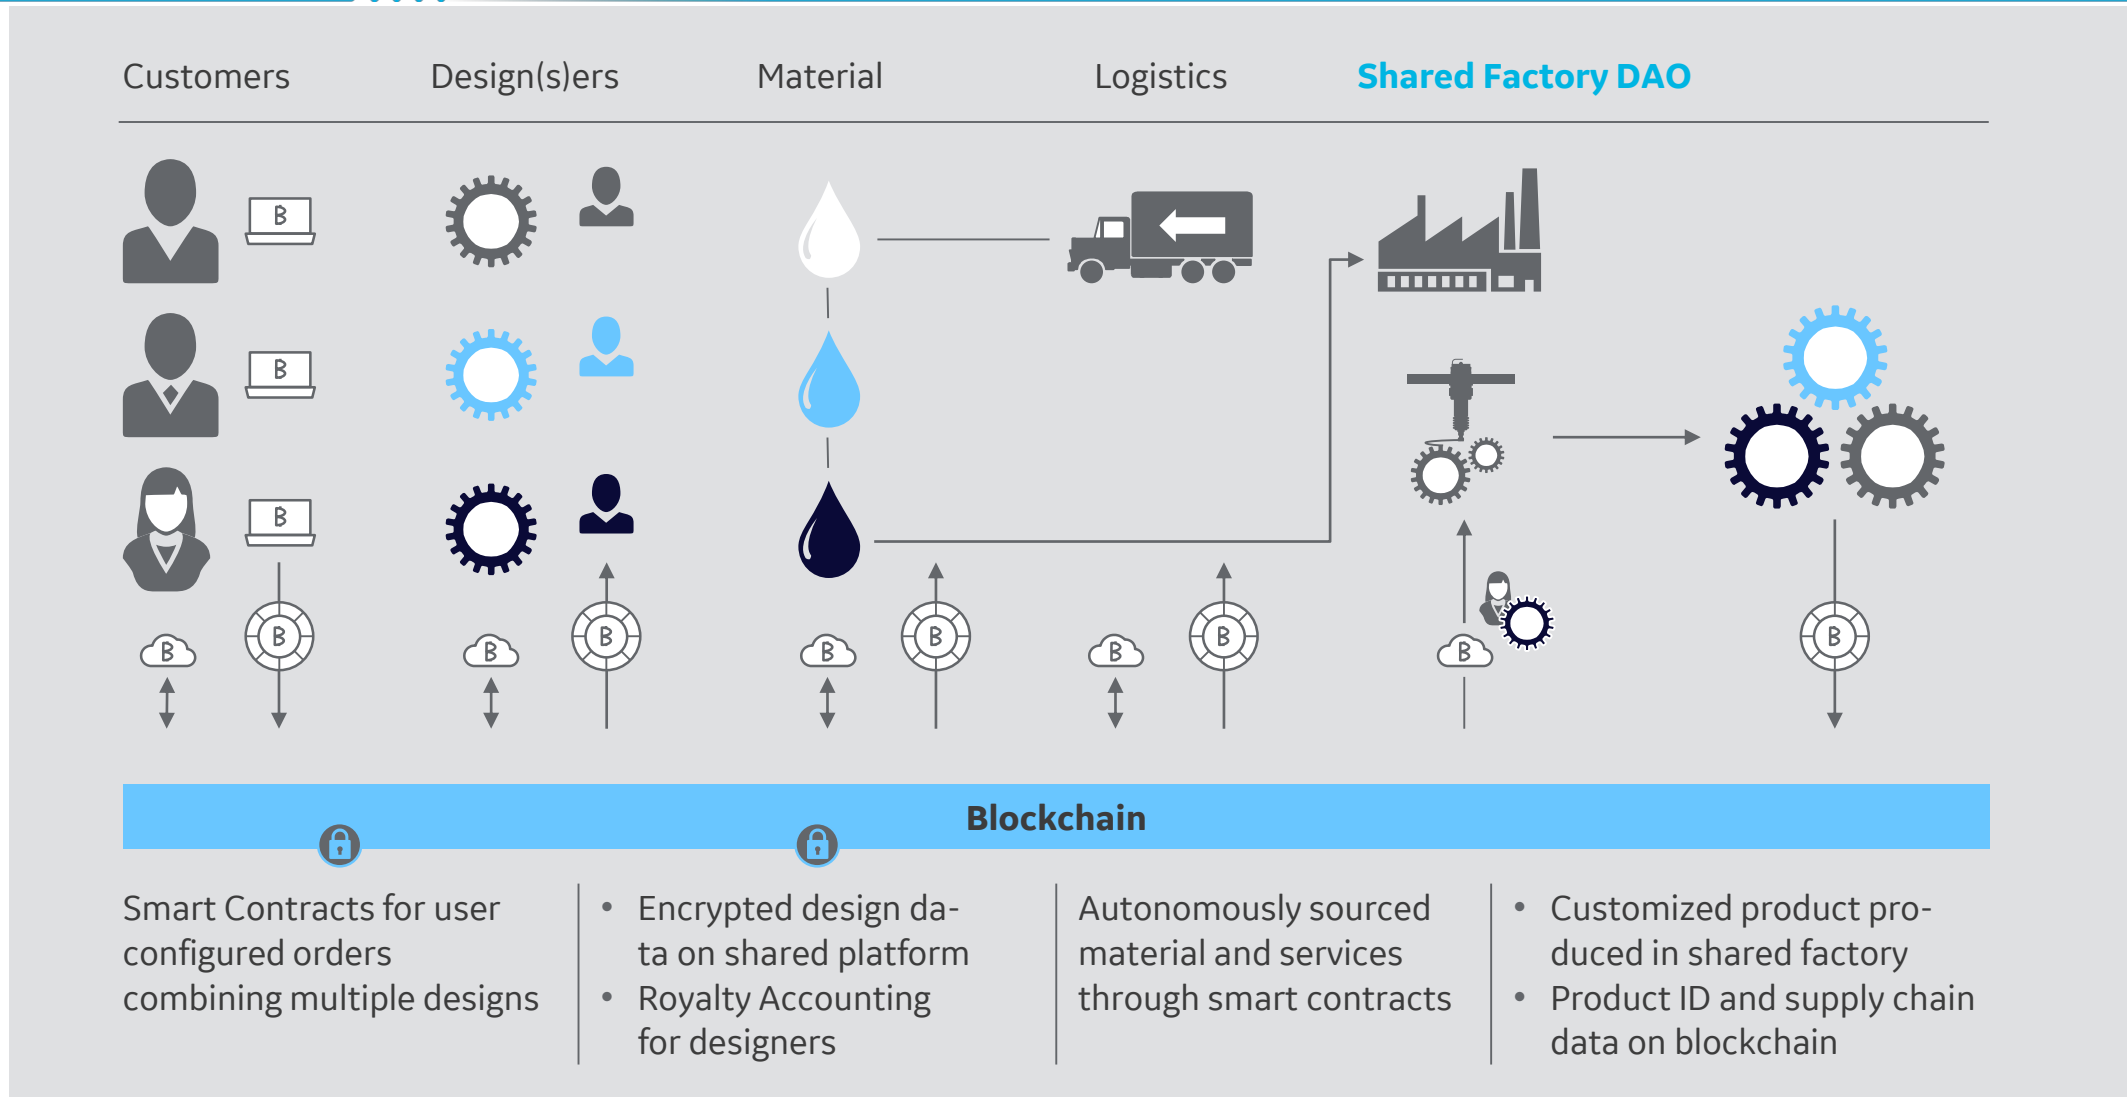 Customers Design(s)ers Material Logistics Shared Factory DAO
B
B
B
B B B B B B B B B B
Blockchain
Smart Contracts for user
configured orders
combining multiple designs
• Encrypted design da-
ta on shared platform
• Royalty Accounting
for designers
Autonomously sourced
material and services
through smart contracts
• Customized product pro-
duced in shared factory
• Product ID and supply chain
data on blockchain